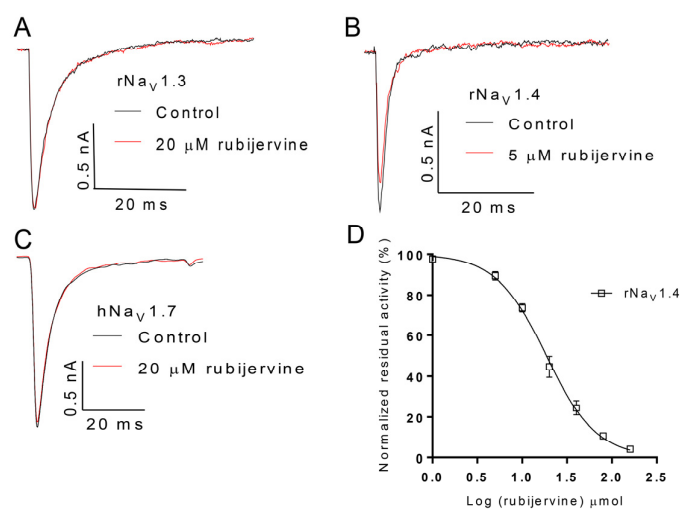 A
rNaV1.3
Control
20 μM rubijervine
0.5 nA
20 ms
B
rNaV1.4
Control
5 μM rubijervine
0.5 nA
20 ms
C
hNaV1.7
Control
20 μM rubijervine
0.5 nA
20 ms
D
Normalized residual activity (%)
100
80
60
40
20
0
0.0 0.5 1.0 1.5 2.0 2.5
Log (rubijervine) μmol
rNaV1.4